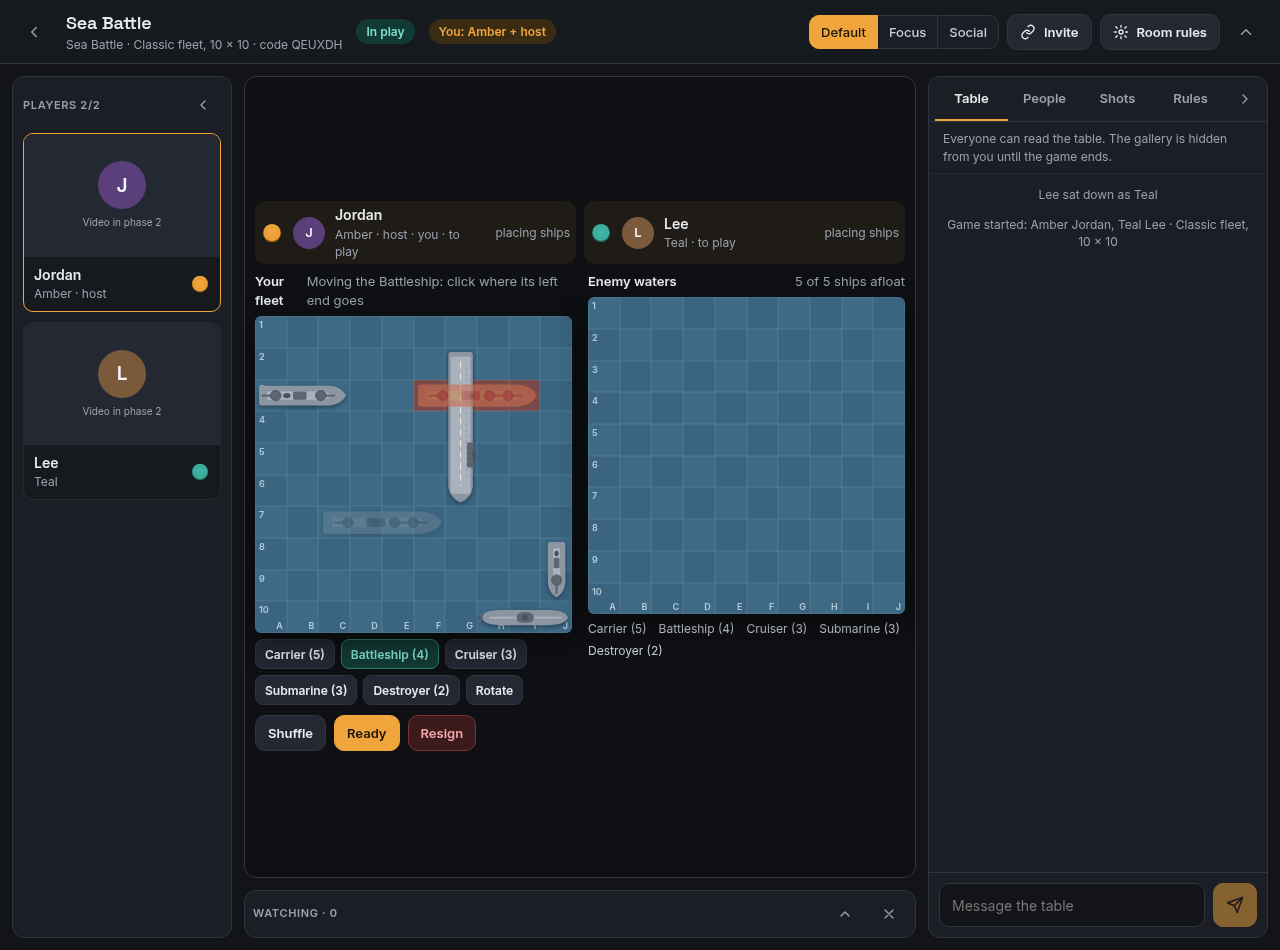 Sea Battle
Sea Battle · Classic fleet, 10 × 10 · code QEUXDH
In play
You: Amber + host
Default
Focus
Social
Invite
Room rules
PLAYERS 2/2
J
Video in phase 2
Jordan
Amber · host
L
Video in phase 2
Lee
Teal
J
Jordan
Amber · host · you · to
play
placing ships
L
Lee
Teal · to play
placing ships
Your
fleet
Moving the Battleship: click where its left
end goes
1
2
4
5
6
7
8
9
10
A B C D E F G H I J
Enemy waters
5 of 5 ships afloat
1
2
3
4
5
6
7
8
9
10
A B C D E F G H I J
Carrier (5)
Battleship (4)
Cruiser (3)
Submarine (3)
Destroyer (2)
Rotate
Shuffle
Ready
Resign
Carrier (5) Battleship (4) Cruiser (3) Submarine (3)
Destroyer (2)
WATCHING · 0
Table
People
Shots
Rules
Everyone can read the table. The gallery is hidden
from you until the game ends.
Lee sat down as Teal
Game started: Amber Jordan, Teal Lee · Classic fleet,
10 × 10
Message the table